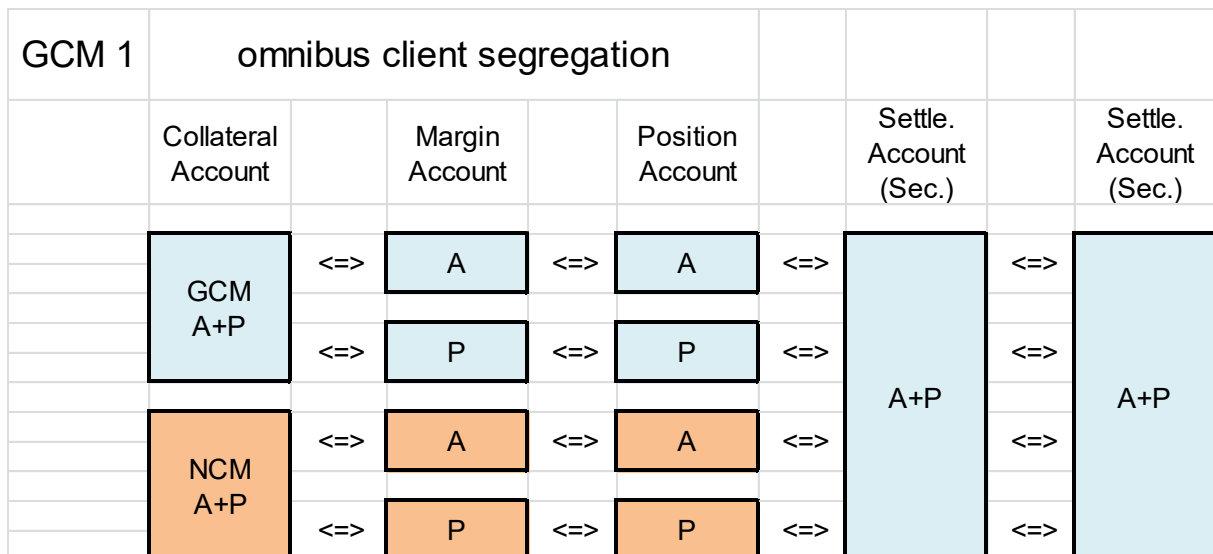 GCM 1 omnibus client segregation
Collateral Account
Margin Account
Position Account
Settle. Account (Sec.)
Settle. Account (Sec.)
GCM
A+P
<=> A <=> A <=> <=>
<=> P <=> P <=> <=>
A+P
A+P
NCM
A+P
<=> A <=> A <=> <=>
<=> P <=> P <=> <=>